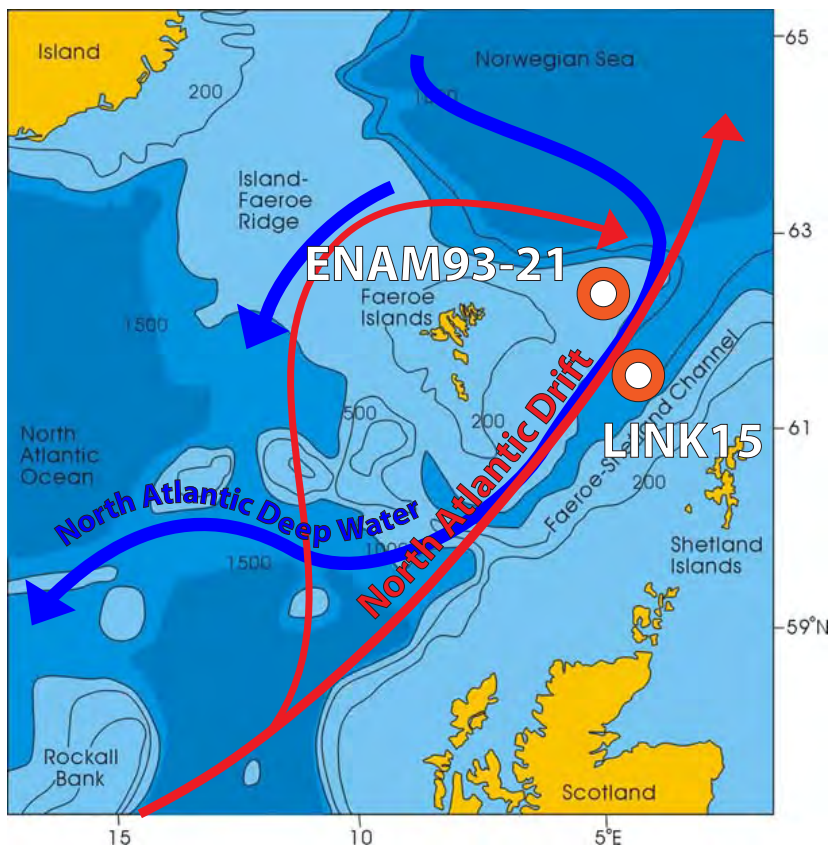 Island
200
Norwegian Sea
65
Island-
Faeroe
Ridge
63
ENAM93-21
Faeroe
Islands
1500
North Atlantic Drift
Faeroe-Shetland Channel
500
200
LINK15
61
North
Atlantic
Ocean
200
North Atlantic Deep Water
1500
Shetland
Islands
59°N
Rockall
Bank
Scotland
15
10
5°E